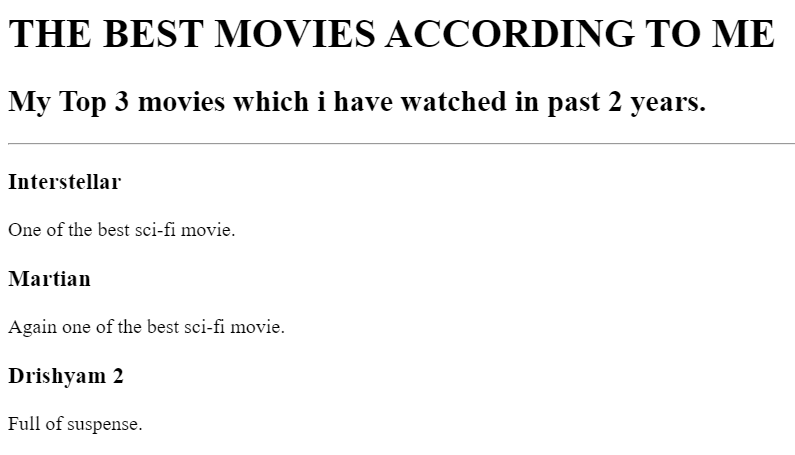 THE BEST MOVIES ACCORDING TO ME
My Top 3 movies which i have watched in past 2 years.
Interstellar
One of the best sci-fi movie.
Martian
Again one of the best sci-fi movie.
Drishyam 2
Full of suspense.